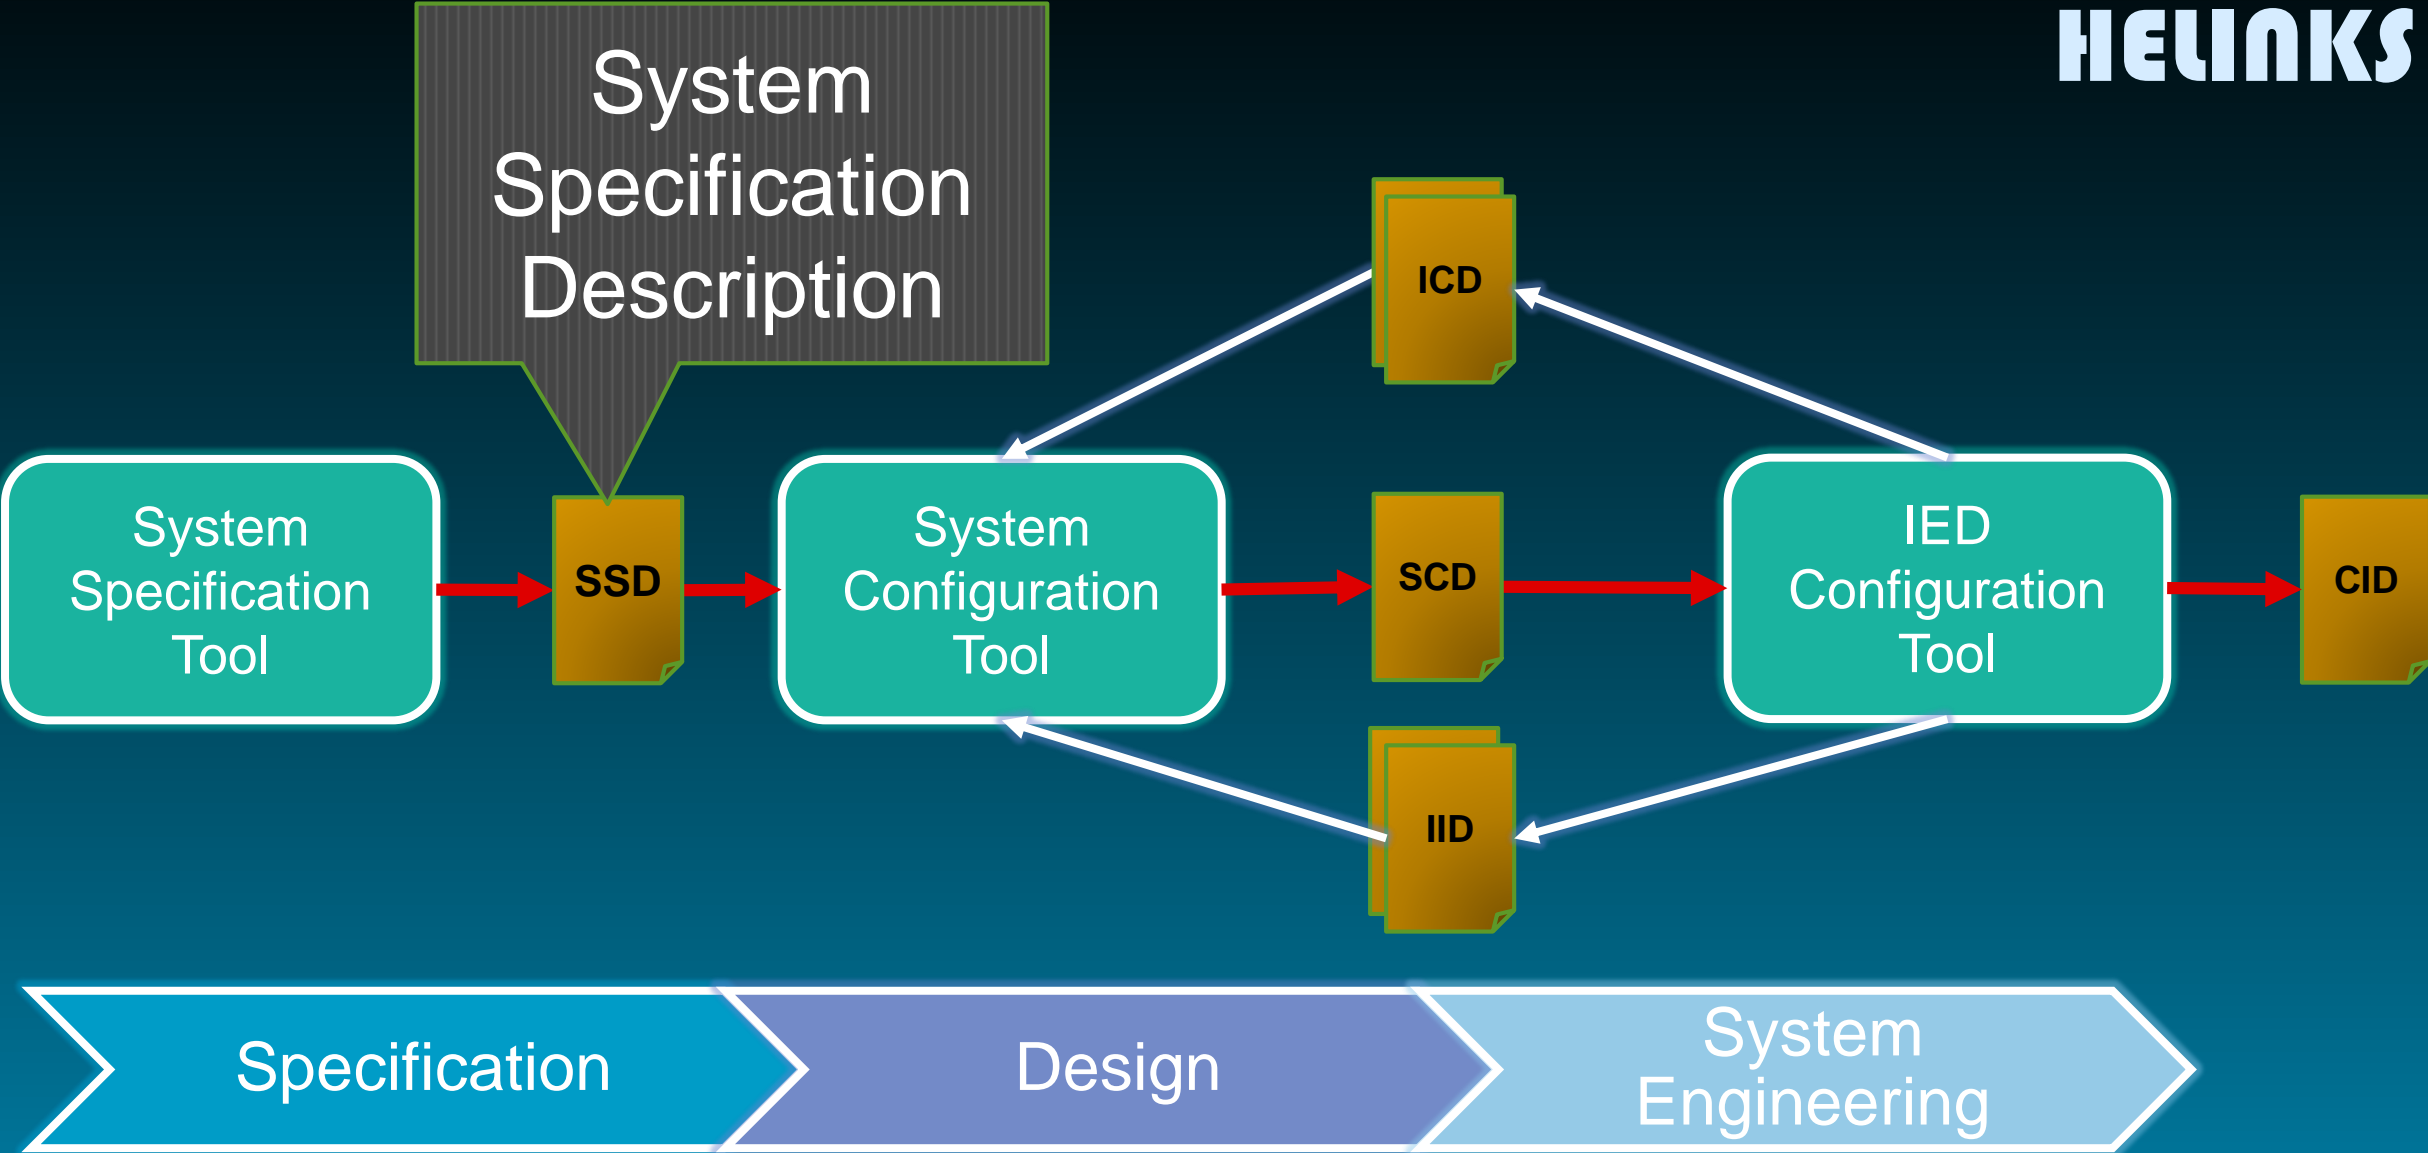 HELINKS
System
Specification
Description
ICD
System
Specification
Tool
SSD
System
Configuration
Tool
SCD
IED
Configuration
Tool
CID
IID
Specification
Design
System
Engineering